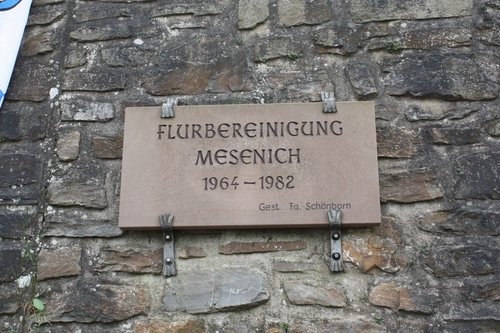 FLURBEREINIGUNG
MESENICH
1964 – 1982
Gest. Fa. Schönborn